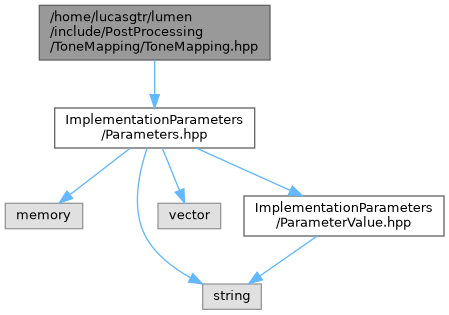 /home/lucasgtr/lumen
/include/PostProcessing
/ToneMapping/ToneMapping.hpp
ImplementationParameters
/Parameters.hpp
memory
vector
ImplementationParameters
/ParameterValue.hpp
string